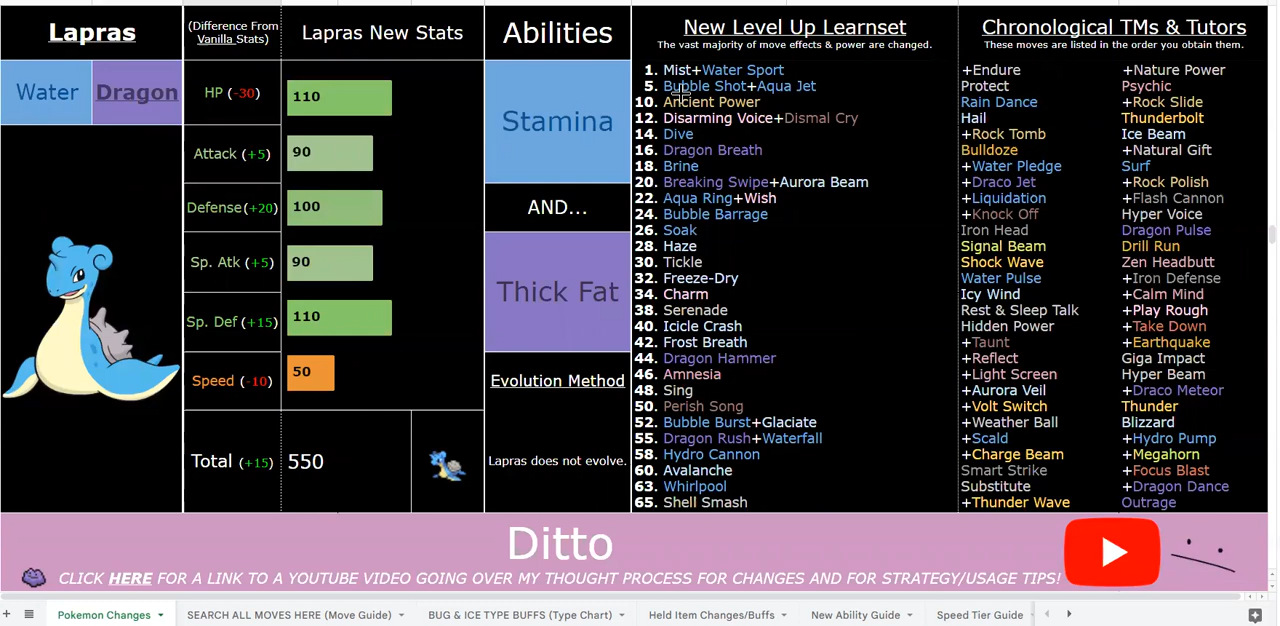 Lapras
(Difference From
Vanilla Stats)
Lapras New Stats
Abilities
New Level Up Learnset
The vast majority of move effects & power are changed.
Chronological TMs & Tutors
These moves are listed in the order you obtain them.
Water
Dragon
HP (-30)
110
Attack (+5)
90
Defense(+20)
100
Sp. Atk (+5)
90
Sp. Def (+15)
110
Speed (-10)
50
Total (+15)
550
Stamina
AND...
Thick Fat
Evolution Method
Lapras does not evolve.
1. Mist+Water Sport
5. Bubble Shot+Aqua Jet
10. Ancient Power
12. Disarming Voice+Dismal Cry
14. Dive
16. Dragon Breath
18. Brine
20. Breaking Swipe+Aurora Beam
22. Aqua Ring+Wish
24. Bubble Barrage
26. Soak
28. Haze
30. Tickle
32. Freeze-Dry
34. Charm
38. Serenade
40. Icicle Crash
42. Frost Breath
44. Dragon Hammer
46. Amnesia
48. Sing
50. Perish Song
52. Bubble Burst+Glaciate
55. Dragon Rush+Waterfall
58. Hydro Cannon
60. Avalanche
63. Whirlpool
65. Shell Smash
+Endure
Protect
Rain Dance
Hail
+Rock Tomb
Bulldoze
+Water Pledge
+Draco Jet
+Liquidation
+Knock Off
Iron Head
Signal Beam
Shock Wave
Water Pulse
Icy Wind
Rest & Sleep Talk
Hidden Power
+Taunt
+Reflect
+Light Screen
+Aurora Veil
+Volt Switch
+Weather Ball
+Scald
+Charge Beam
Smart Strike
Substitute
+Thunder Wave
+Nature Power
Psychic
+Rock Slide
Thunderbolt
Ice Beam
+Natural Gift
Surf
+Rock Polish
+Flash Cannon
Hyper Voice
Dragon Pulse
Drill Run
Zen Headbutt
+Iron Defense
+Calm Mind
+Play Rough
+Take Down
+Earthquake
Giga Impact
Hyper Beam
+Draco Meteor
Thunder
Blizzard
+Hydro Pump
+Megahorn
+Focus Blast
+Dragon Dance
Outrage
Ditto
CLICK HERE FOR A LINK TO A YOUTUBE VIDEO GOING OVER MY THOUGHT PROCESS FOR CHANGES AND FOR STRATEGY/USAGE TIPS!
Pokemon Changes
SEARCH ALL MOVES HERE (Move Guide)
BUG & ICE TYPE BUFFS (Type Chart)
Held Item Changes/Buffs
New Ability Guide
Speed Tier Guide